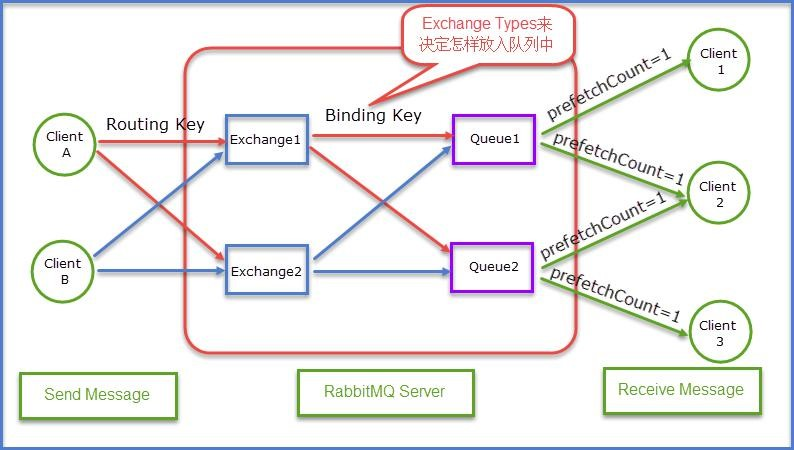 Exchange Types来
决定怎样放入队列中
Client
1
prefetchCount=1
Routing Key
Binding Key
Client
A
Exchange1
Queue1
prefetchCount=1
Client
2
prefetchCount=1
Client
B
Exchange2
Queue2
prefetchCount=1
Client
3
Send Message
RabbitMQ Server
Receive Message